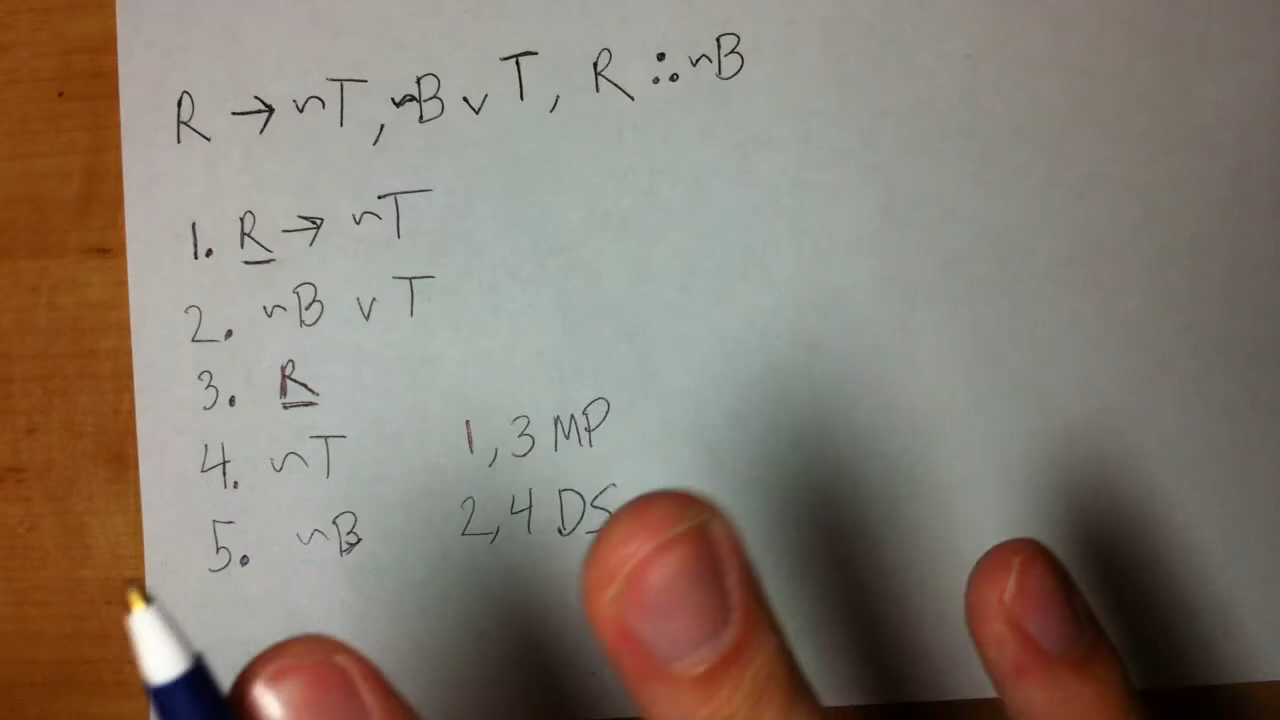 R → ~T, ~B v T, R ∴ ~B
1. R → ~T
2. ~B v T
3. R
4. ~T 1,3 MP
5. ~B 2,4 DS